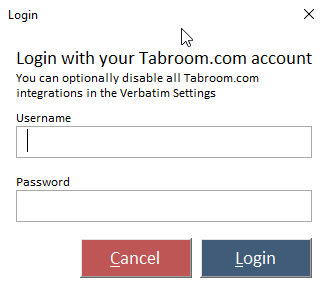 Login
Login with your Tabroom.com account
You can optionally disable all Tabroom.com
integrations in the Verbatim Settings
Username
Password
Cancel Login